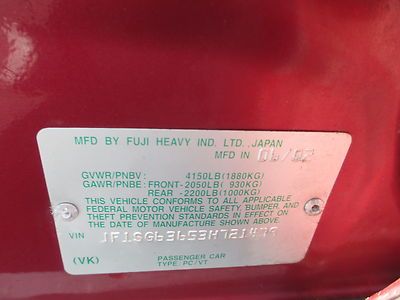 MFD BY FUJI HEAVY IND. LTD., JAPAN
MFD IN 06/02
GVWR/PNBV: 4150LB(1880KG)
GAWR/PNBE: FRONT-2050LB( 930KG)
REAR -2200LB(1000KG)
THIS VEHICLE CONFORMS TO ALL APPLICABLE
FEDERAL MOTOR VEHICLE SAFETY, BUMPER, AND
THEFT PREVENTION STANDARDS IN EFFECT ON
THE DATE OF MANUFACTURE SHOWN ABOVE.
VIN
(VK)
PASSENGER CAR
TYPE: PC/VT